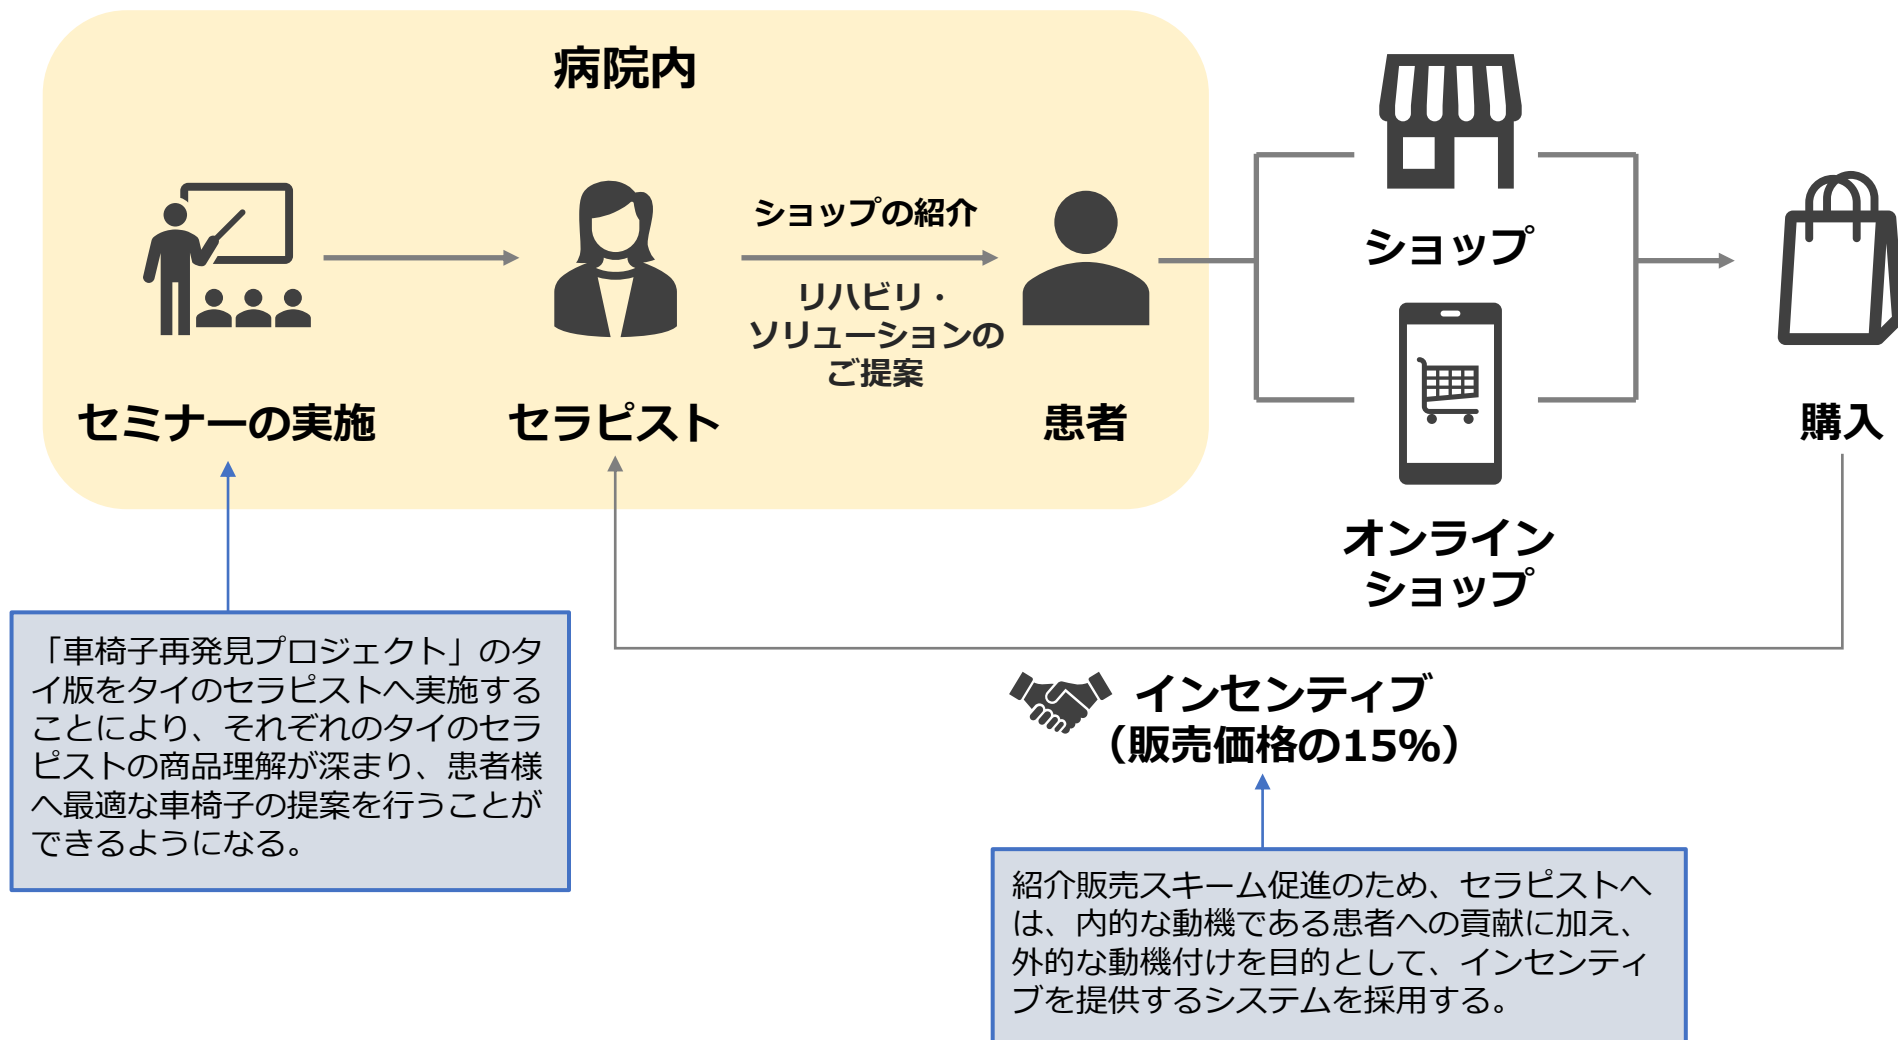 病院内
ショップの紹介
リハビリ・
ソリューションの
ご提案
セミナーの実施
セラピスト
患者
ショップ
オンライン
ショップ
購入
「車椅子再発見プロジェクト」のタ
イ版をタイのセラピストへ実施する
ことにより、それぞれのタイのセラ
ピストの商品理解が深まり、患者様
へ最適な車椅子の提案を行うことが
できるようになる。
インセンティブ
（販売価格の15%）
紹介販売スキーム促進のため、セラピストへ
は、内的な動機である患者への貢献に加え、
外的な動機付けを目的として、インセンティ
ブを提供するシステムを採用する。